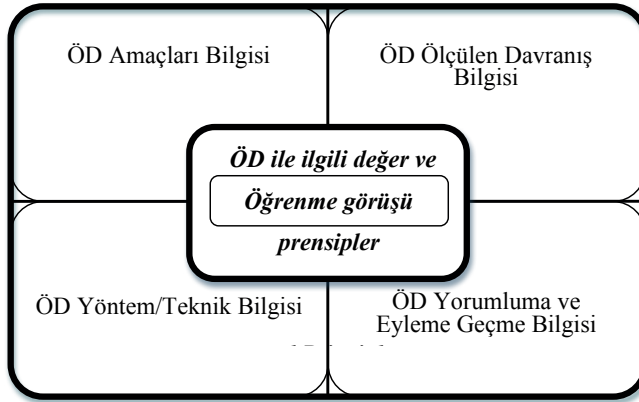 ÖD Amaçları Bilgisi
ÖD Ölçülen Davranış
Bilgisi
ÖD ile ilgili değer ve
Öğrenme görüşü
prensipler
ÖD Yöntem/Teknik Bilgisi
ÖD Yorumluma ve
Eyleme Geçme Bilgisi